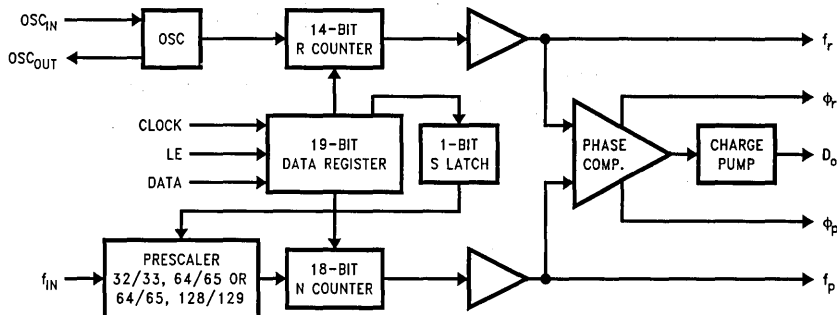 OSC_IN
OSC_OUT
OSC
14-BIT
R COUNTER
f_r
CLOCK
LE
DATA
19-BIT
DATA REGISTER
1-BIT
S LATCH
PHASE
COMP.
CHARGE
PUMP
ϕ_r
D_o
ϕ_p
f_IN
PRESCALER
32/33, 64/65 OR
64/65, 128/129
18-BIT
N COUNTER
f_p